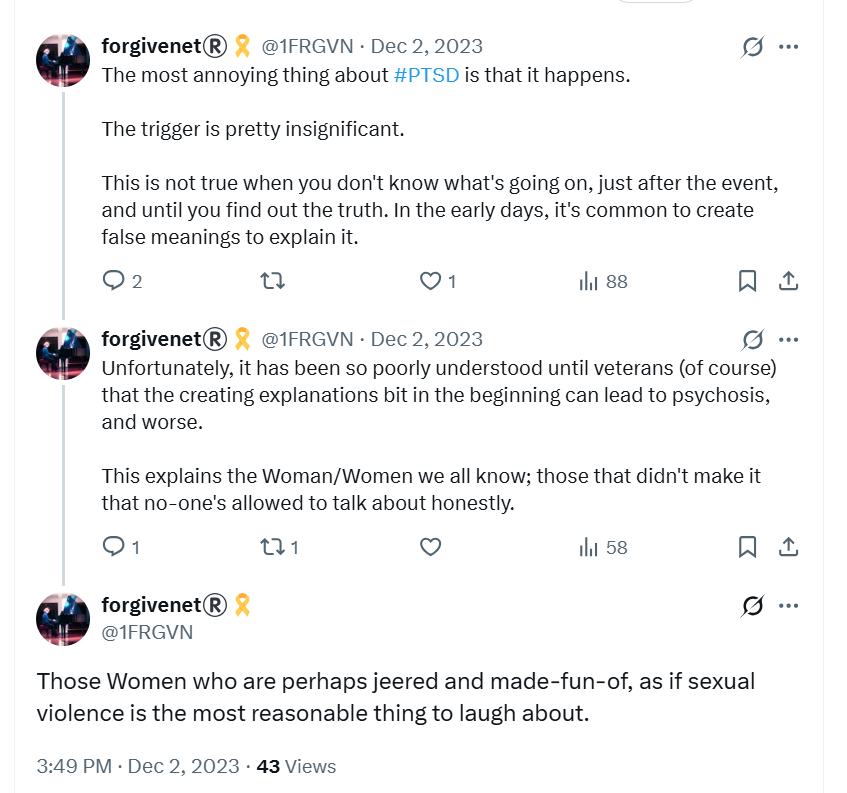 forgivenet® 🎗 @1FRGVN · Dec 2, 2023
The most annoying thing about #PTSD is that it happens.
The trigger is pretty insignificant.
This is not true when you don't know what's going on, just after the event,
and until you find out the truth. In the early days, it's common to create
false meanings to explain it.
2 1 88
forgivenet® 🎗 @1FRGVN · Dec 2, 2023
Unfortunately, it has been so poorly understood until veterans (of course)
that the creating explanations bit in the beginning can lead to psychosis,
and worse.
This explains the Woman/Women we all know; those that didn't make it
that no-one's allowed to talk about honestly.
1 1 58
forgivenet® 🎗
@1FRGVN
Those Women who are perhaps jeered and made-fun-of, as if sexual
violence is the most reasonable thing to laugh about.
3:49 PM · Dec 2, 2023 · 43 Views